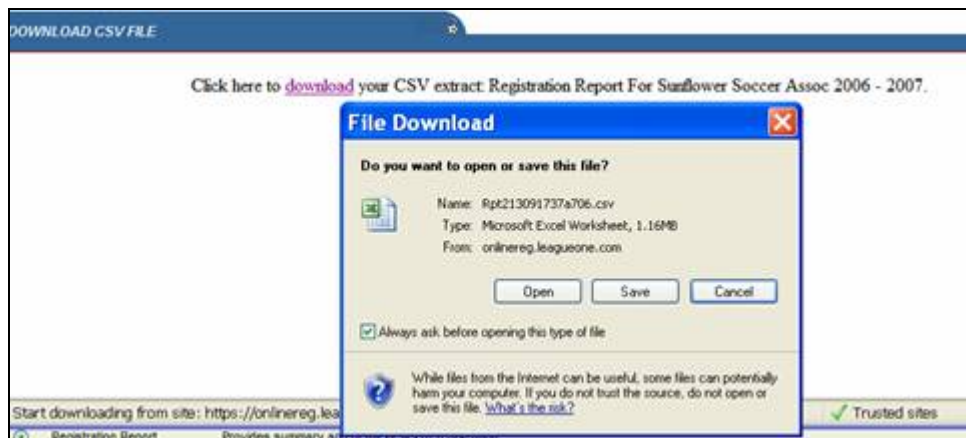 DOWNLOAD CSV FILE
Click here to download your CSV extract: Registration Report For Sunflower Soccer Assoc 2006 - 2007.
File Download
Do you want to open or save this file?
Name: Rpt213091737a706.csv
Type: Microsoft Excel Worksheet, 1.16MB
From: onlinereg.leagueone.com
Open Save Cancel
Always ask before opening this type of file
While files from the Internet can be useful, some files can potentially
harm your computer. If you do not trust the source, do not open or
save this file. What's the risk?
Start downloading from site: https://onlinereg.lea
Trusted sites
Registration Report Provides summary